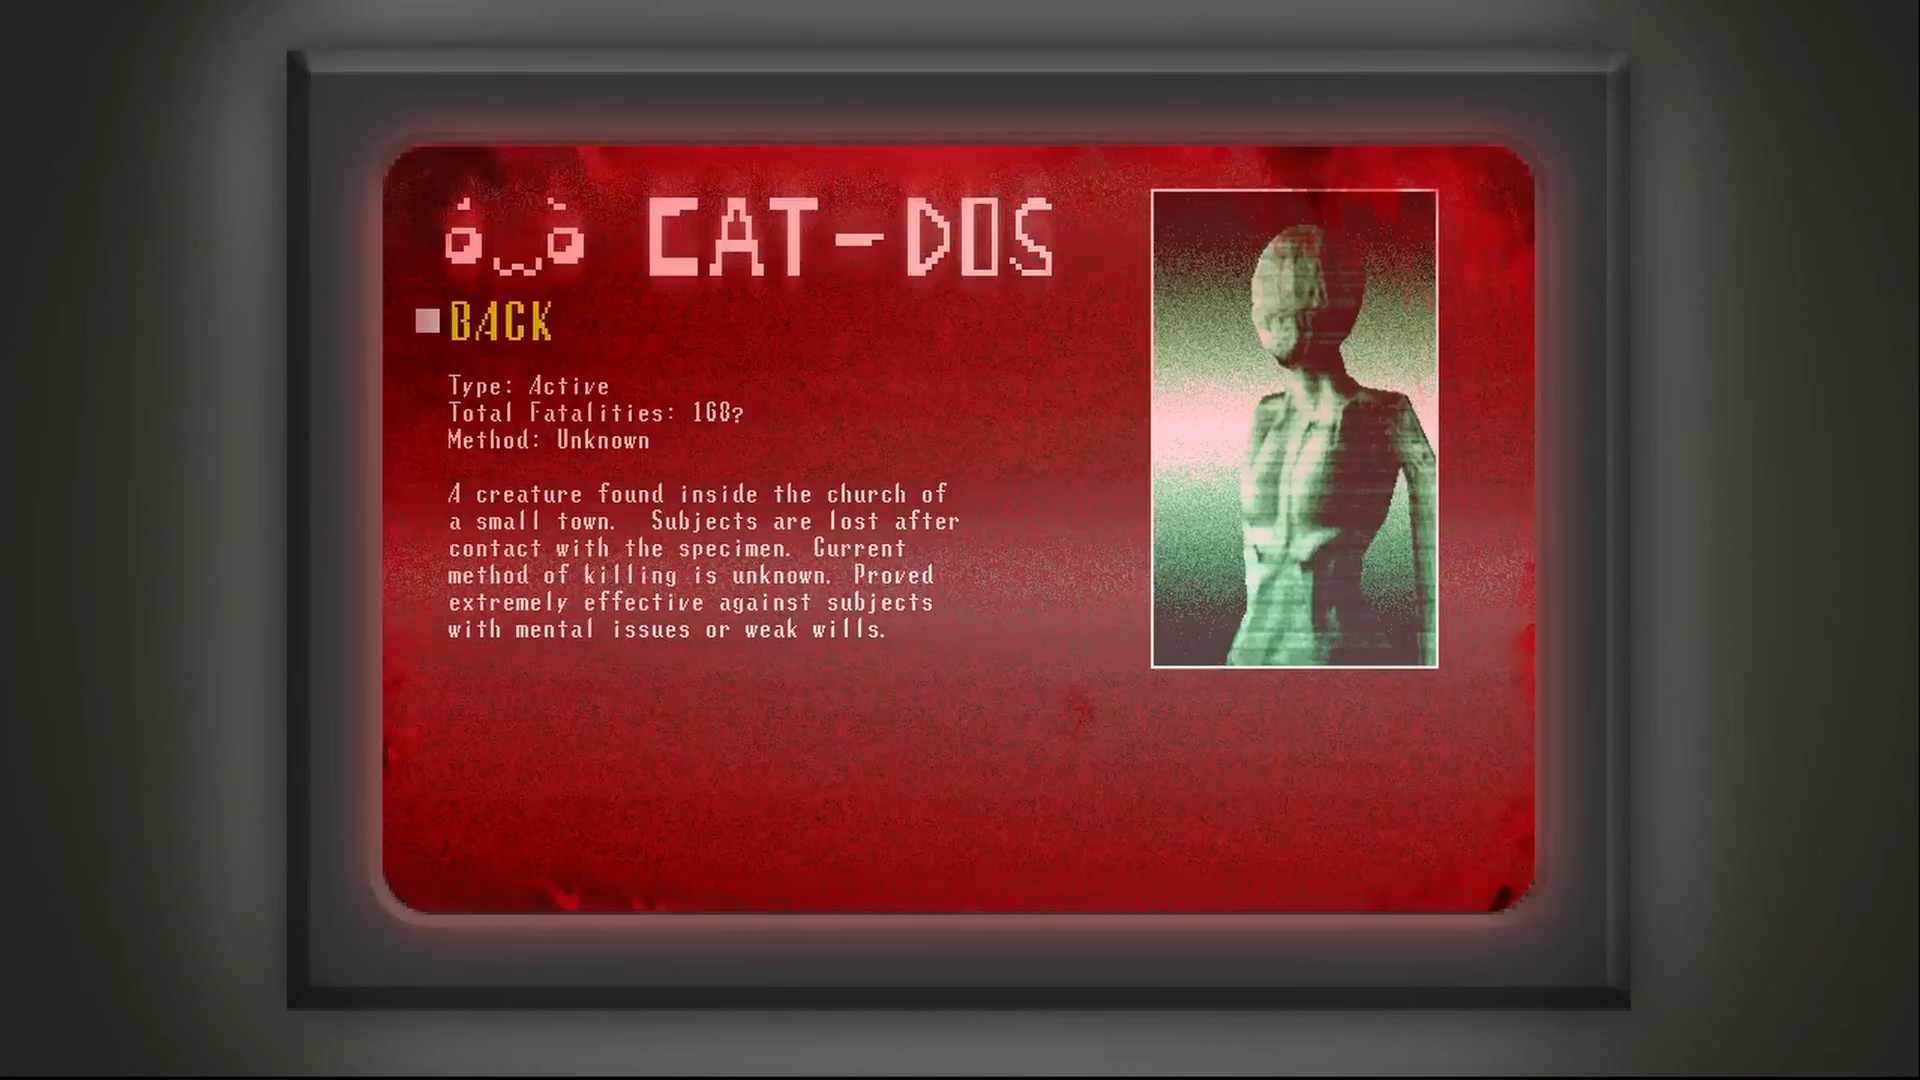 CAT-DOS
BACK
Type: Active
Total Fatalities: 168?
Method: Unknown
A creature found inside the church of
a small town. Subjects are lost after
contact with the specimen. Current
method of killing is unknown. Proved
extremely effective against subjects
with mental issues or weak wills.